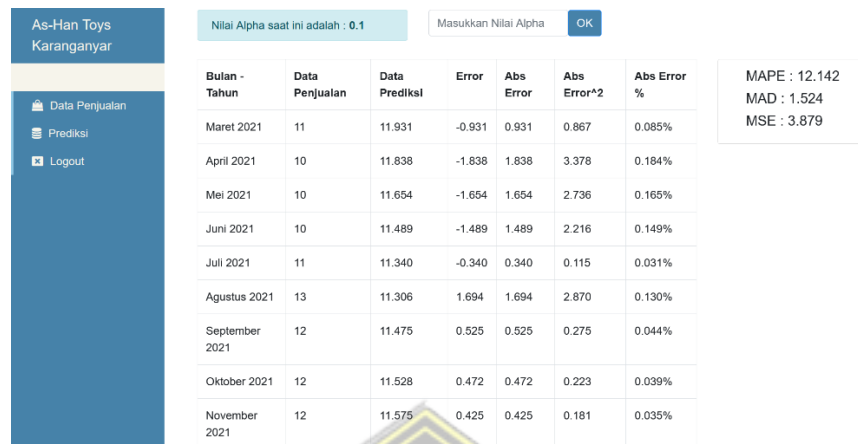 As-Han Toys
Karanganyar
Data Penjualan
Prediksi
Logout
Nilai Alpha saat ini adalah : 0.1
Masukkan Nilai Alpha OK
Bulan - Tahun Data Penjualan Data Prediksi Error Abs Error Abs Error^2 Abs Error %
Maret 2021 11 11.931 -0.931 0.931 0.867 0.085%
April 2021 10 11.838 -1.838 1.838 3.378 0.184%
Mei 2021 10 11.654 -1.654 1.654 2.736 0.165%
Juni 2021 10 11.489 -1.489 1.489 2.216 0.149%
Juli 2021 11 11.340 -0.340 0.340 0.115 0.031%
Agustus 2021 13 11.306 1.694 1.694 2.870 0.130%
September 2021 12 11.475 0.525 0.525 0.275 0.044%
Oktober 2021 12 11.528 0.472 0.472 0.223 0.039%
November 2021 12 11.575 0.425 0.425 0.181 0.035%
MAPE : 12.142
MAD : 1.524
MSE : 3.879